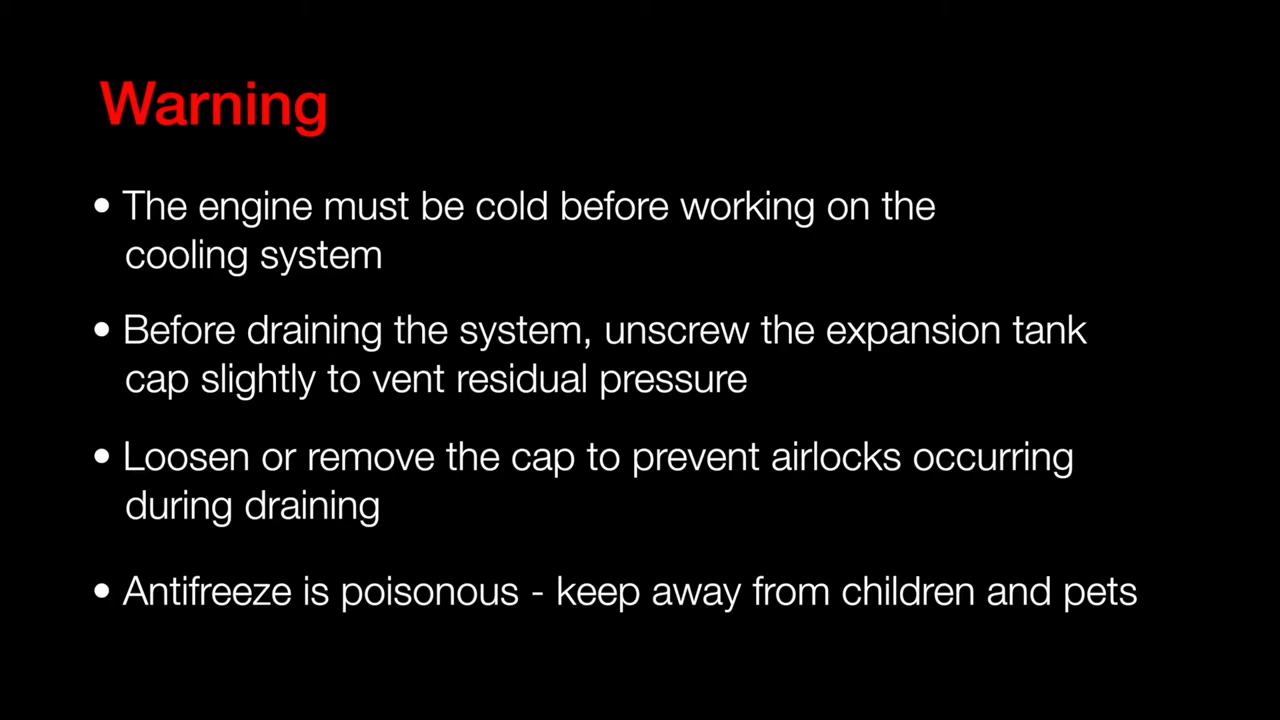 Warning
• The engine must be cold before working on the
cooling system
• Before draining the system, unscrew the expansion tank
cap slightly to vent residual pressure
• Loosen or remove the cap to prevent airlocks occurring
during draining
• Antifreeze is poisonous - keep away from children and pets